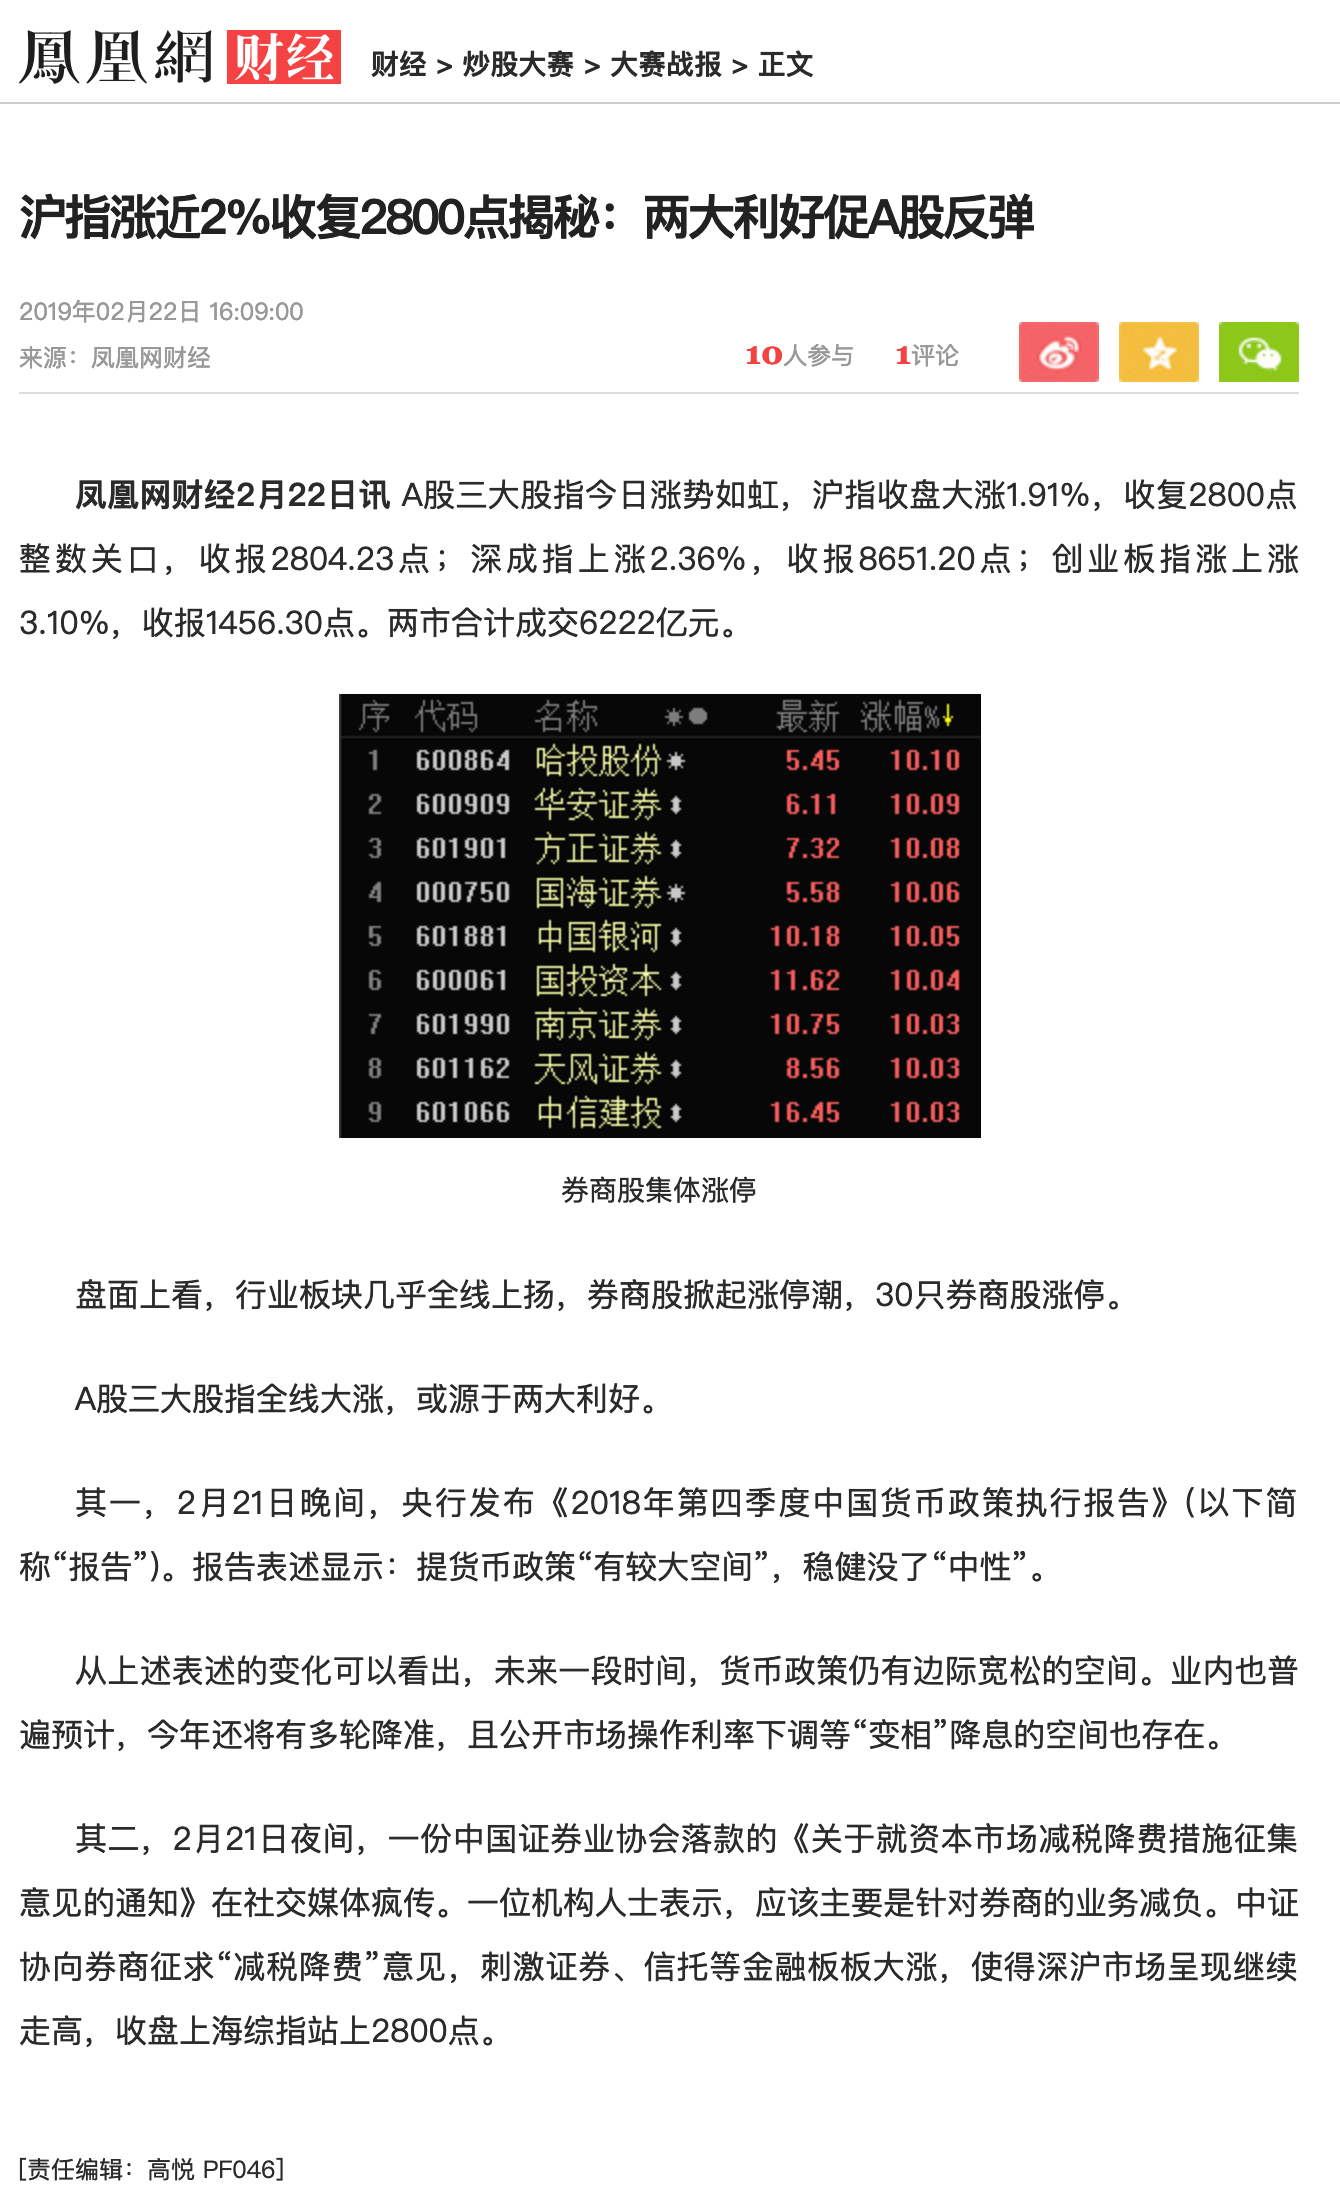 鳳凰網 财经 财经 > 炒股大赛 > 大赛战报 > 正文
沪指涨近2%收复2800点揭秘：两大利好促A股反弹
2019年02月22日 16:09:00
来源：凤凰网财经 10人参与 1评论
凤凰网财经2月22日讯 A股三大股指今日涨势如虹，沪指收盘大涨1.91%，收复2800点
整数关口，收报2804.23点；深成指上涨2.36%，收报8651.20点；创业板指涨上涨
3.10%，收报1456.30点。两市合计成交6222亿元。
序 代码 名称 最新 涨幅%↓
1 600864 哈投股份 5.45 10.10
2 600909 华安证券 6.11 10.09
3 601901 方正证券 7.32 10.08
4 000750 国海证券 5.58 10.06
5 601881 中国银河 10.18 10.05
6 600061 国投资本 11.62 10.04
7 601990 南京证券 10.75 10.03
8 601162 天风证券 8.56 10.03
9 601066 中信建投 16.45 10.03
券商股集体涨停
盘面上看，行业板块几乎全线上扬，券商股掀起涨停潮，30只券商股涨停。
A股三大股指全线大涨，或源于两大利好。
其一，2月21日晚间，央行发布《2018年第四季度中国货币政策执行报告》(以下简
称“报告”)。报告表述显示：提货币政策“有较大空间”，稳健没了“中性”。
从上述表述的变化可以看出，未来一段时间，货币政策仍有边际宽松的空间。业内也普
遍预计，今年还将有多轮降准，且公开市场操作利率下调等“变相”降息的空间也存在。
其二，2月21日夜间，一份中国证券业协会落款的《关于就资本市场减税降费措施征集
意见的通知》在社交媒体疯传。一位机构人士表示，应该主要是针对券商的业务减负。中证
协向券商征求“减税降费”意见，刺激证券、信托等金融板板大涨，使得深沪市场呈现继续
走高，收盘上海综指站上2800点。
[责任编辑：高悦 PF046]